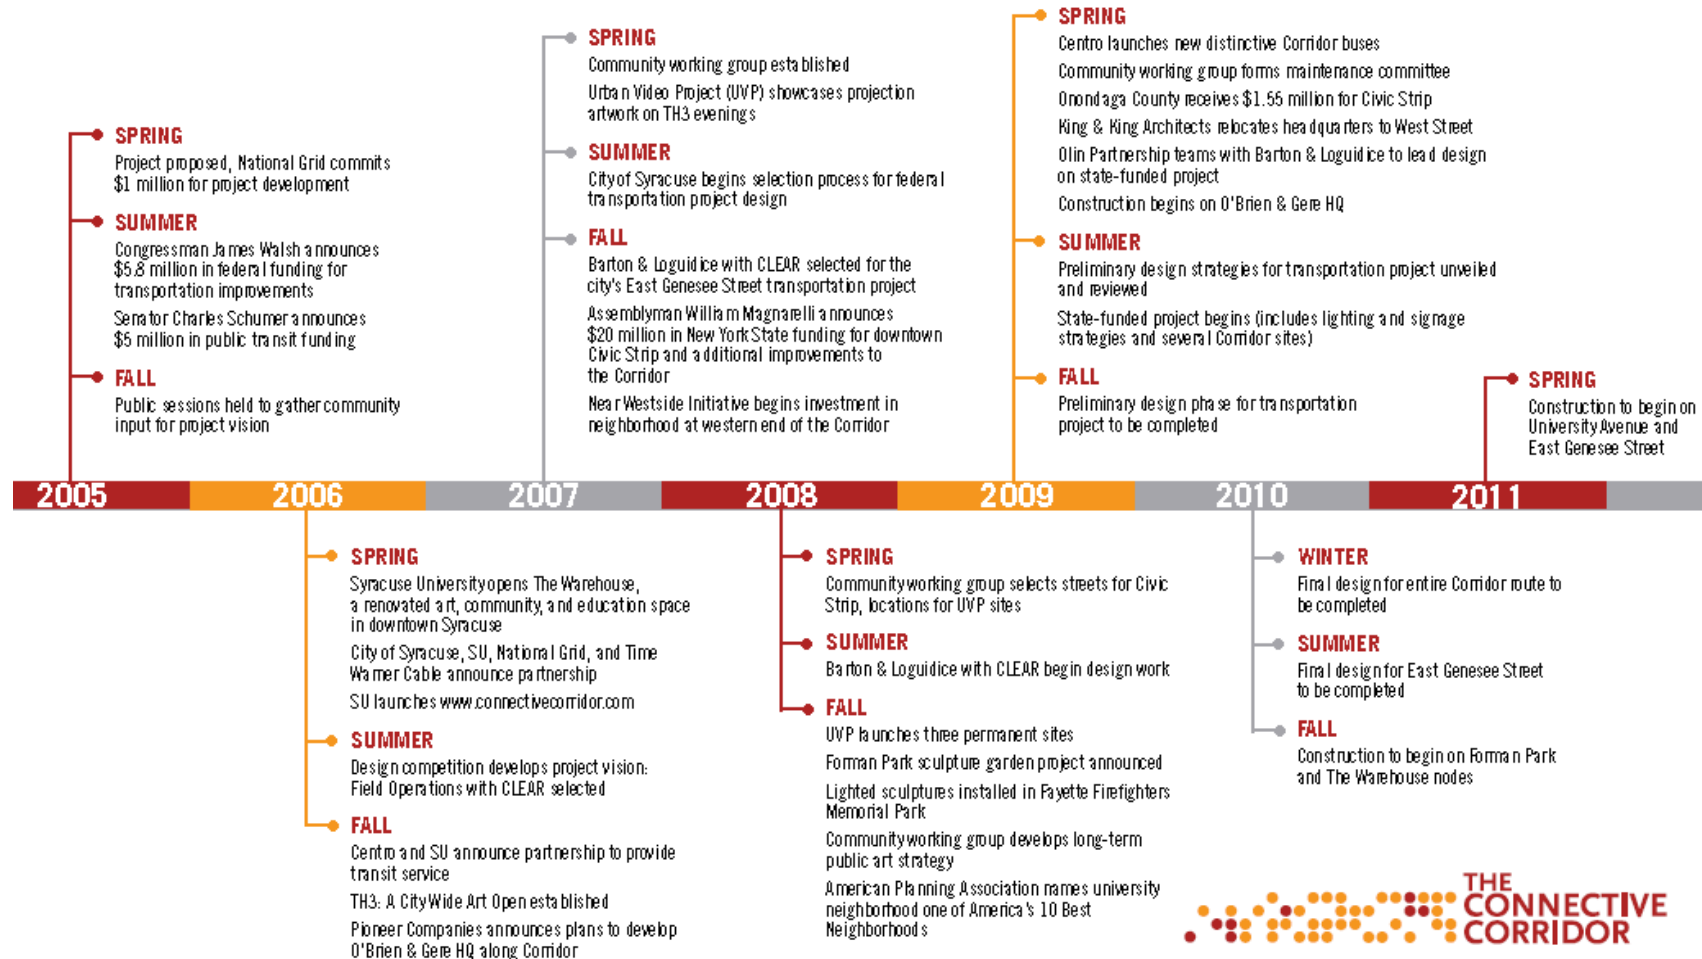 SPRING
Project proposed, National Grid commits
$1 million for project development
SUMMER
Congressman James Walsh announces
$5.8 million in federal funding for
transportation improvements
Senator Charles Schumer announces
$5 million in public transit funding
FALL
Public sessions held to gather community
input for project vision
SPRING
Community working group established
Urban Video Project (UVP) showcases projection
artwork on TH3 evenings
SUMMER
City of Syracuse begins selection process for federal
transportation project design
FALL
Barton & Loguidice with CLEAR selected for the
city's East Genesee Street transportation project
Assemblyman William Magnarelli announces
$20 million in New York State funding for downtown
Civic Strip and additional improvements to
the Corridor
Near Westside Initiative begins investment in
neighborhood at western end of the Corridor
SPRING
Centro launches new distinctive Corridor buses
Community working group forms maintenance committee
Onondaga County receives $1.55 million for Civic Strip
King & King Architects relocates headquarters to West Street
Olin Partnership teams with Barton & Loguidice to lead design
on state-funded project
Construction begins on O'Brien & Gere HQ
SUMMER
Preliminary design strategies for transportation project unveiled
and reviewed
State-funded project begins (includes lighting and signage
strategies and several Corridor sites)
FALL
Preliminary design phase for transportation
project to be completed
SPRING
Construction to begin on
University Avenue and
East Genesee Street
2005 2006 2007 2008 2009 2010 2011
SPRING
Syracuse University opens The Warehouse,
a renovated art, community, and education space
in downtown Syracuse
City of Syracuse, SU, National Grid, and Time
Warner Cable announce partnership
SU launches www.connectivecorridor.com
SUMMER
Design competition develops project vision:
Field Operations with CLEAR selected
FALL
Centro and SU announce partnership to provide
transit service
TH3: A City Wide Art Open established
Pioneer Companies announces plans to develop
O'Brien & Gere HQ along Corridor
SPRING
Community working group selects streets for Civic
Strip, locations for UVP sites
SUMMER
Barton & Loguidice with CLEAR begin design work
FALL
UVP launches three permanent sites
Forman Park sculpture garden project announced
Lighted sculptures installed in Fayette Firefighters
Memorial Park
Community working group develops long-term
public art strategy
American Planning Association names university
neighborhood one of America's 10 Best
Neighborhoods
WINTER
Final design for entire Corridor route to
be completed
SUMMER
Final design for East Genesee Street
to be completed
FALL
Construction to begin on Forman Park
and The Warehouse nodes
THE
CONNECTIVE
CORRIDOR